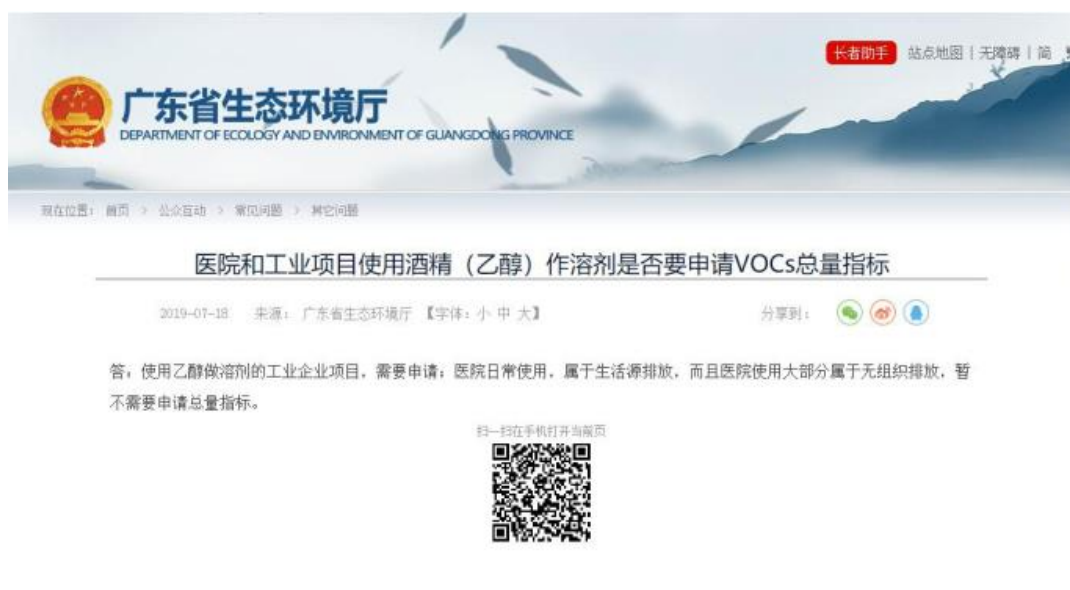 长者助手 站点地图 | 无障碍 | 简
广东省生态环境厅
DEPARTMENT OF ECOLOGY AND ENVIRONMENT OF GUANGDONG PROVINCE
现在位置： 首页 > 公众互动 > 常见问题 > 其它问题
医院和工业项目使用酒精（乙醇）作溶剂是否要申请VOCs总量指标
2019-07-18 来源： 广东省生态环境厅 【字体：小 中 大】 分享到：
答：使用乙醇做溶剂的工业企业项目，需要申请；医院日常使用，属于生活源排放，而且医院使用大部分属于无组织排放，暂
不需要申请总量指标。
扫一扫在手机打开当前页